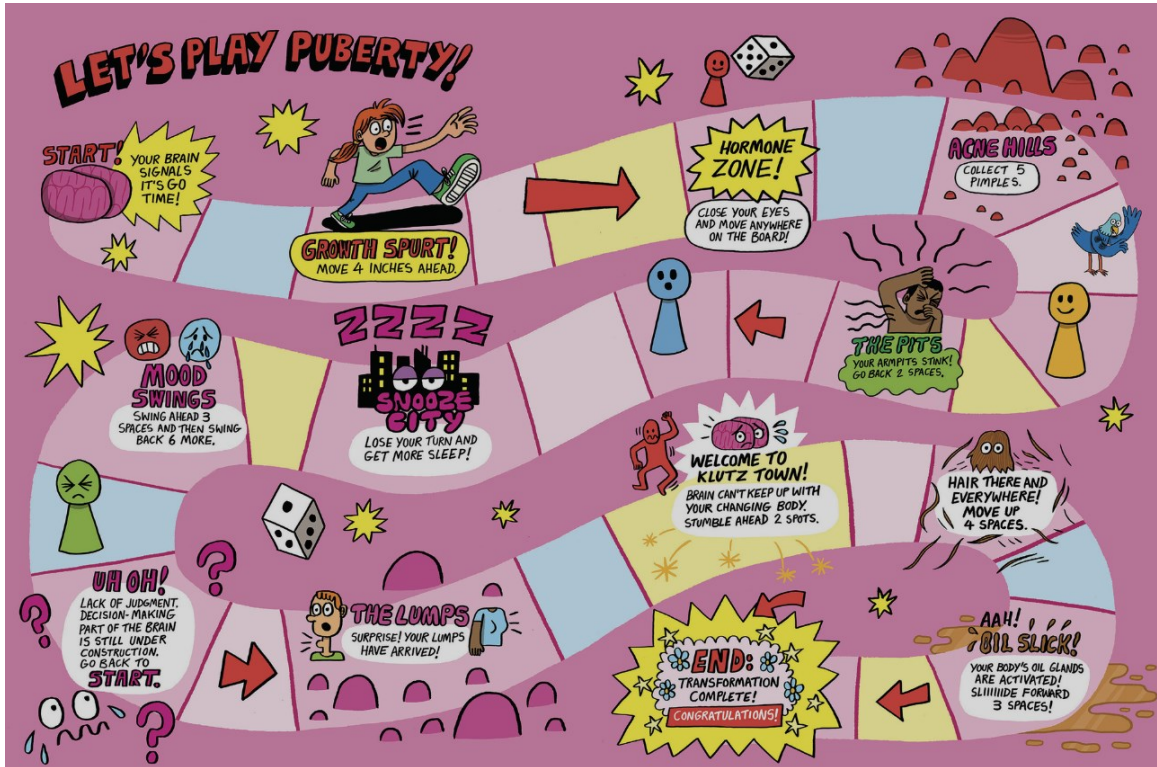 LET'S PLAY PUBERTY!
START!
YOUR BRAIN
SIGNALS
IT'S GO
TIME!
GROWTH SPURT!
MOVE 4 INCHES AHEAD.
HORMONE
ZONE!
CLOSE YOUR EYES
AND MOVE ANYWHERE
ON THE BOARD!
ACNE HILLS
COLLECT 5
PIMPLES.
THE PITS
YOUR ARMPITS STINK!
GO BACK 2 SPACES.
ZZZZ
SNOOZE
CITY
LOSE YOUR TURN AND
GET MORE SLEEP!
MOOD
SWINGS
SWING AHEAD 3
SPACES AND THEN SWING
BACK 6 MORE.
UH OH!
LACK OF JUDGMENT.
DECISION-MAKING
PART OF THE BRAIN
IS STILL UNDER
CONSTRUCTION.
GO BACK TO
START.
? ? ?
THE LUMPS
SURPRISE! YOUR LUMPS
HAVE ARRIVED!
WELCOME TO
KLUTZ TOWN!
BRAIN CAN'T KEEP UP WITH
YOUR CHANGING BODY.
STUMBLE AHEAD 2 SPOTS.
HAIR THERE AND
EVERYWHERE!
MOVE UP
4 SPACES.
AAH!
OIL SLICK!
YOUR BODY'S OIL GLANDS
ARE ACTIVATED!
SLIIIIIIDE FORWARD
3 SPACES!
END:
TRANSFORMATION
COMPLETE!
CONGRATULATIONS!